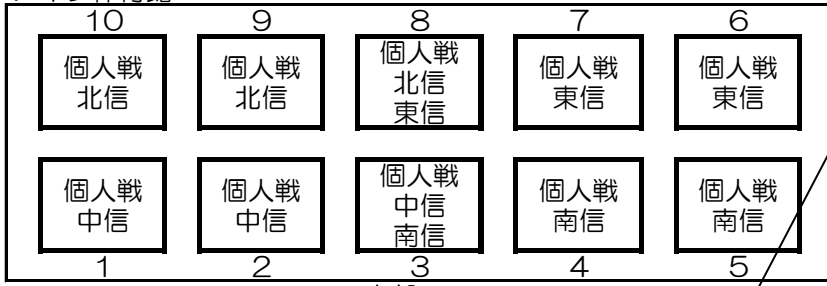 10 9 8 7 6
個人戦 個人戦 個人戦 個人戦 個人戦
北信 北信 北信 東信 東信
東信
個人戦 個人戦 個人戦 個人戦 個人戦
中信 中信 中信 南信 南信
南信
1 2 3 4 5